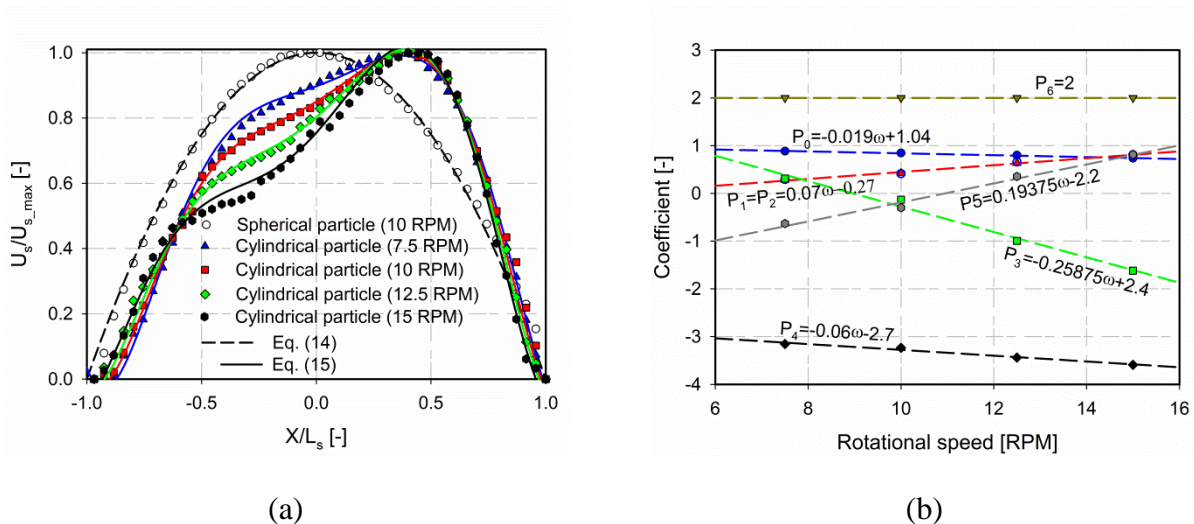 U_s/U_s_max [-]
1.0
0.8
0.6
0.4
0.2
0.0
Spherical particle (10 RPM)
Cylindrical particle (7.5 RPM)
Cylindrical particle (10 RPM)
Cylindrical particle (12.5 RPM)
Cylindrical particle (15 RPM)
Eq. (14)
Eq. (15)
-1.0 -0.5 0.0 0.5 1.0
X/L_s [-]
(a)
Coefficient [-]
3
2
1
0
-1
-2
-3
-4
P_6=2
P_0=-0.019ω+1.04
P_1=P_2=0.07ω-0.27
P5=0.19375ω-2.2
P_3=-0.25875ω+2.4
P_4=-0.06ω-2.7
6 8 10 12 14 16
Rotational speed [RPM]
(b)